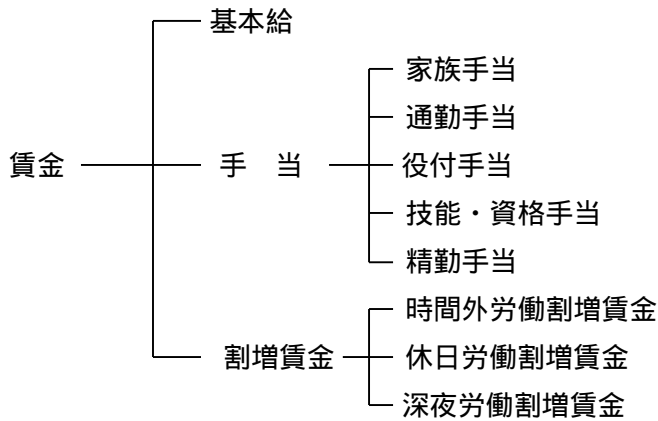 基本給
家族手当
通勤手当
賃金
手　当
役付手当
技能・資格手当
精勤手当
時間外労働割増賃金
割増賃金
休日労働割増賃金
深夜労働割増賃金